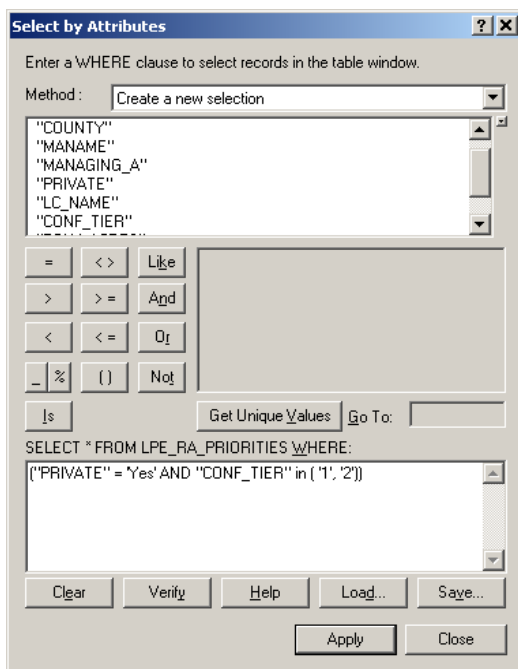 Select by Attributes
Enter a WHERE clause to select records in the table window.
Method : Create a new selection
"COUNTY"
"MANAME"
"MANAGING_A"
"PRIVATE"
"LC_NAME"
"CONF_TIER"
= < > Like
> > = And
< < = Or
_ % ( ) Not
Is Get Unique Values Go To:
SELECT * FROM LPE_RA_PRIORITIES WHERE:
("PRIVATE" = 'Yes' AND "CONF_TIER" in ( '1', '2'))
Clear Verify Help Load... Save...
Apply Close